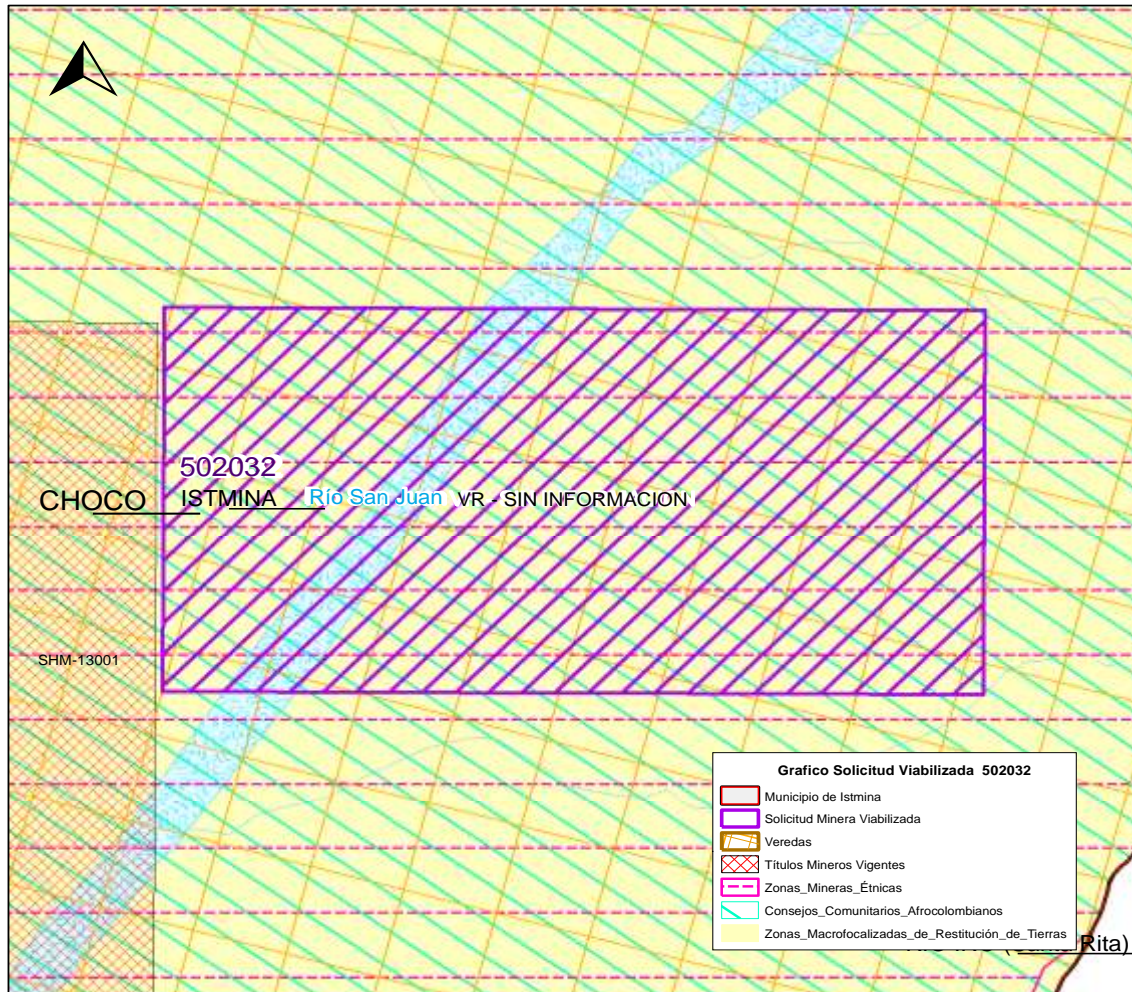 502032
CHOCO ISTMINA Río San Juan VR - SIN INFORMACION
SHM-13001
Grafico Solicitud Viabilizada 502032
Municipio de Istmina
Solicitud Minera Viabilizada
Veredas
Títulos Mineros Vigentes
Zonas_Mineras_Étnicas
Consejos_Comunitarios_Afrocolombianos
Zonas_Macrofocalizadas_de_Restitución_de_Tierras
Rita)